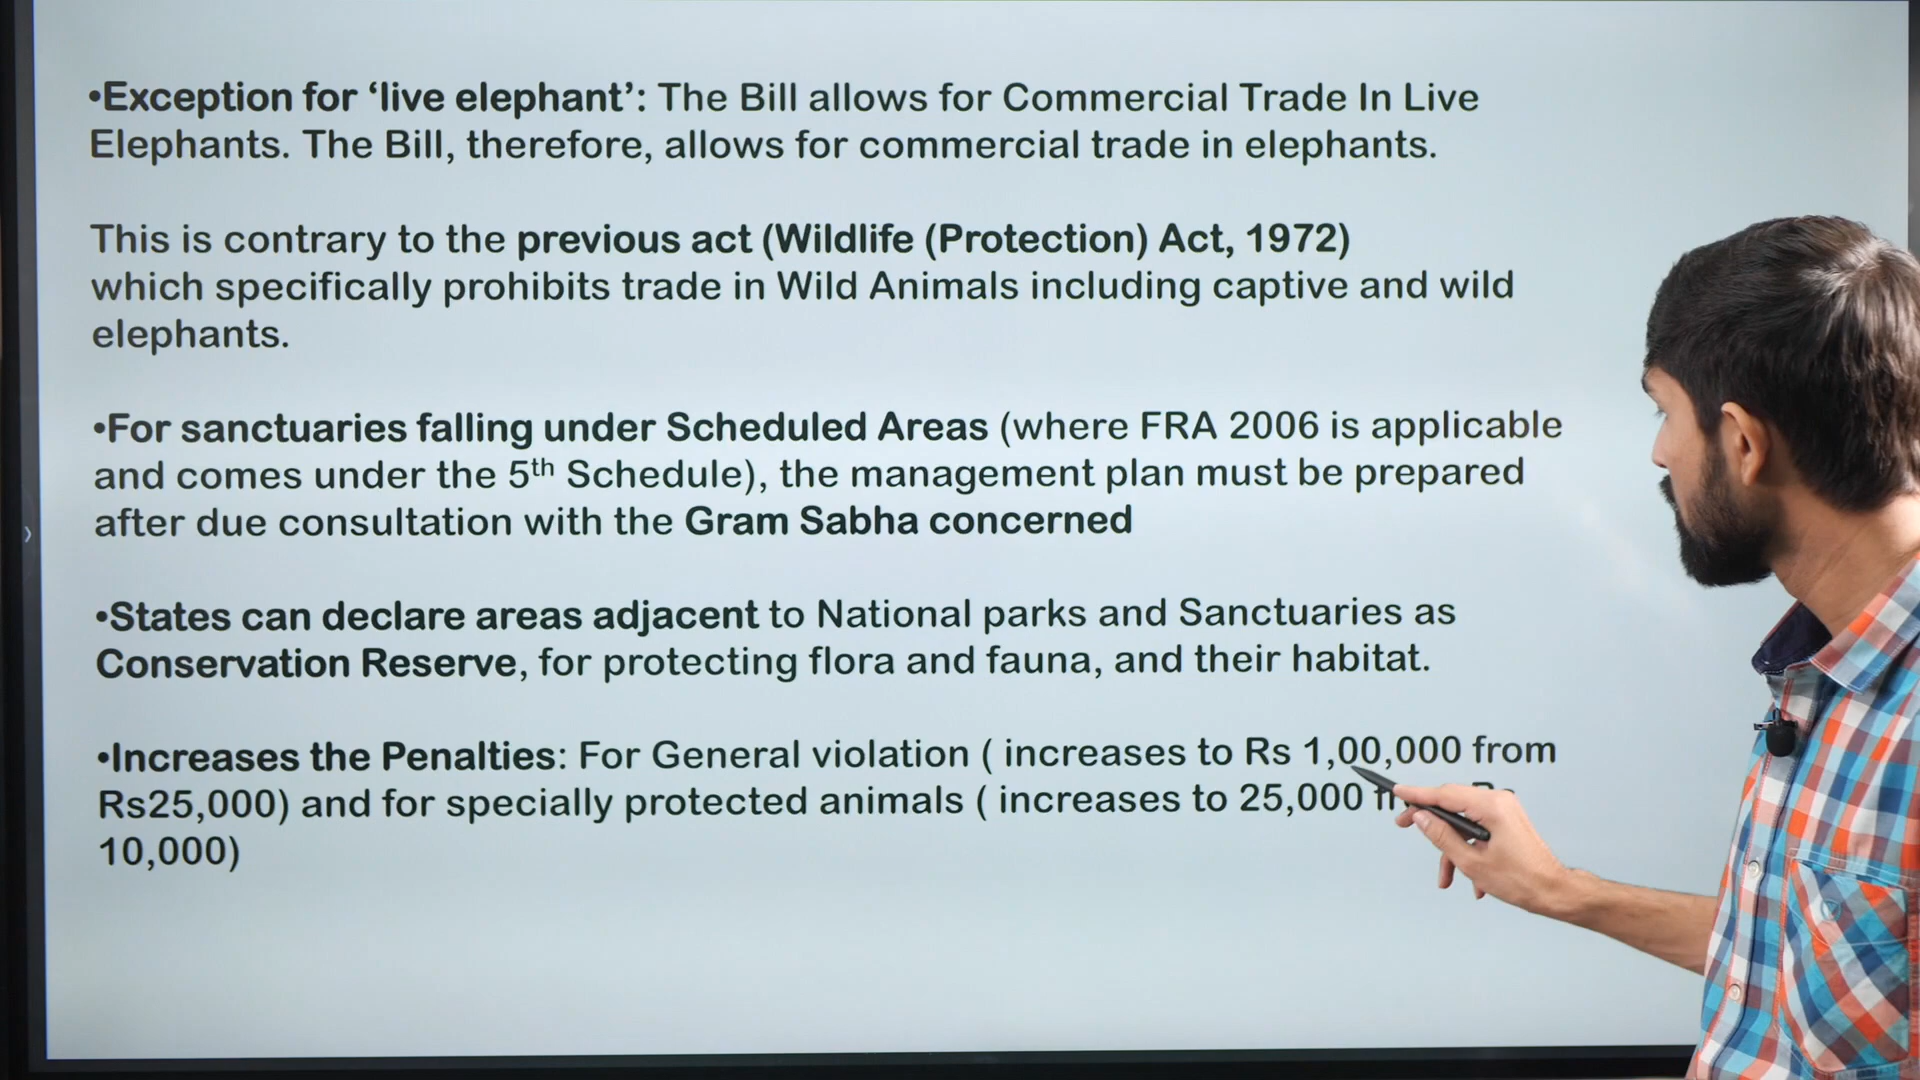 •Exception for ‘live elephant’: The Bill allows for Commercial Trade In Live
Elephants. The Bill, therefore, allows for commercial trade in elephants.
This is contrary to the previous act (Wildlife (Protection) Act, 1972)
which specifically prohibits trade in Wild Animals including captive and wild
elephants.
•For sanctuaries falling under Scheduled Areas (where FRA 2006 is applicable
and comes under the 5th Schedule), the management plan must be prepared
after due consultation with the Gram Sabha concerned
•States can declare areas adjacent to National parks and Sanctuaries as
Conservation Reserve, for protecting flora and fauna, and their habitat.
•Increases the Penalties: For General violation ( increases to Rs 1,00,000 from
Rs25,000) and for specially protected animals ( increases to 25,000
10,000)